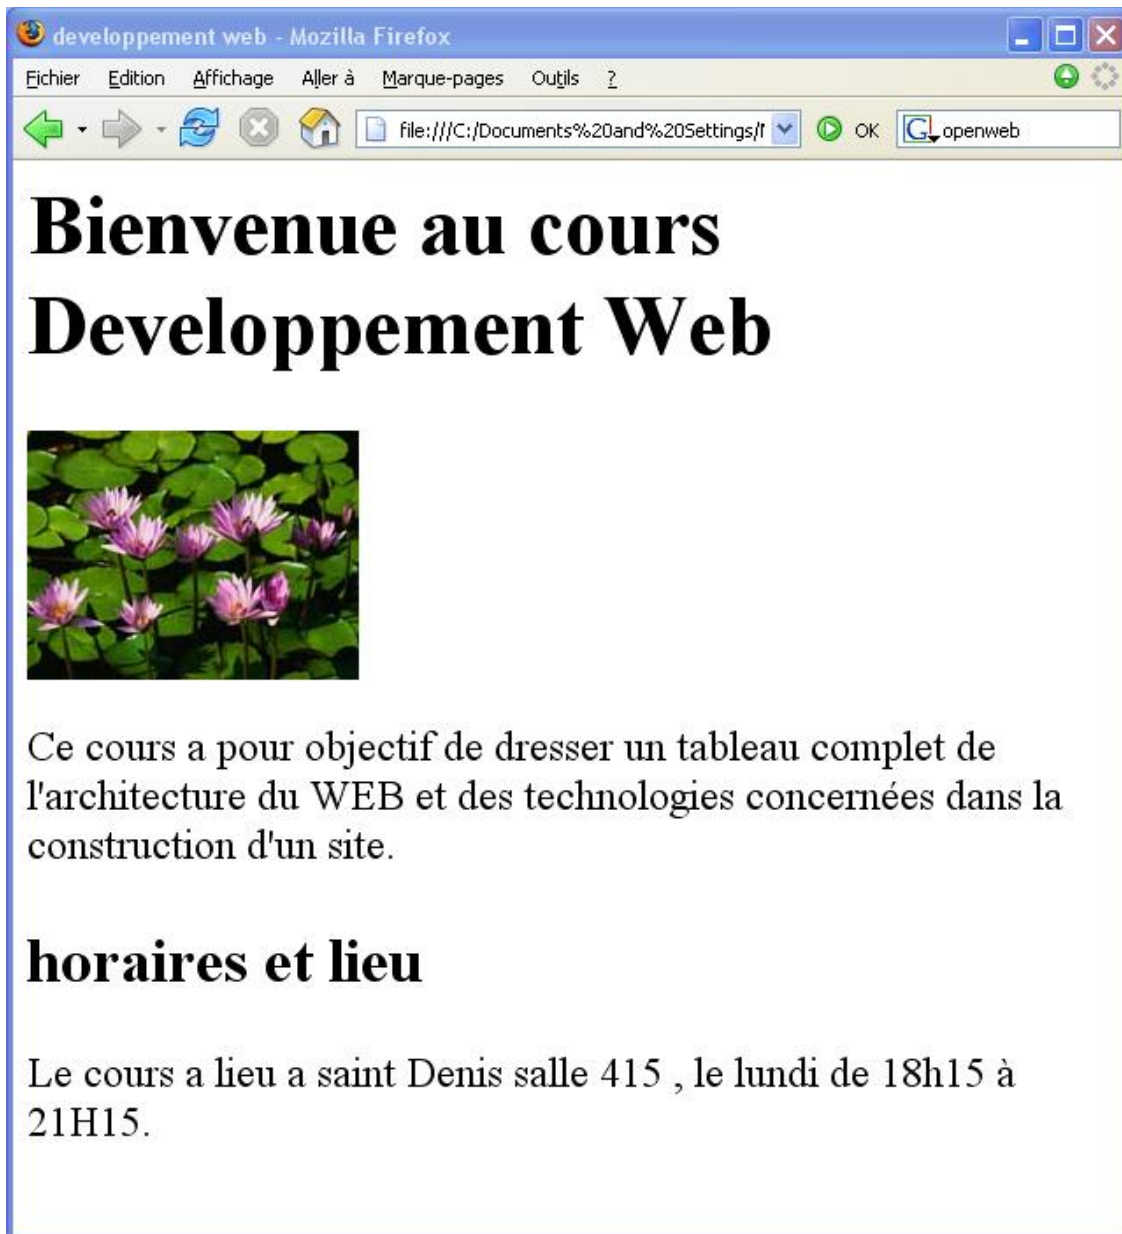 developpement web - Mozilla Firefox
Fichier Edition Affichage Aller à Marque-pages Outils ?
file:///C:/Documents%20and%20Settings/ OK G openweb
Bienvenue au cours
Developpement Web
Ce cours a pour objectif de dresser un tableau complet de
l'architecture du WEB et des technologies concernées dans la
construction d'un site.
horaires et lieu
Le cours a lieu a saint Denis salle 415 , le lundi de 18h15 à
21H15.